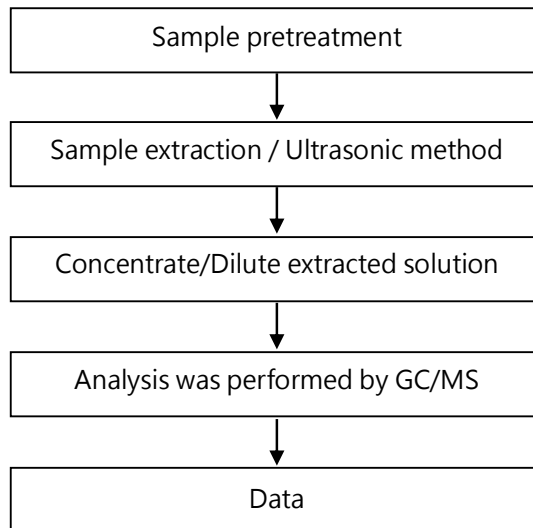 Sample pretreatment
Sample extraction / Ultrasonic method
Concentrate/Dilute extracted solution
Analysis was performed by GC/MS
Data